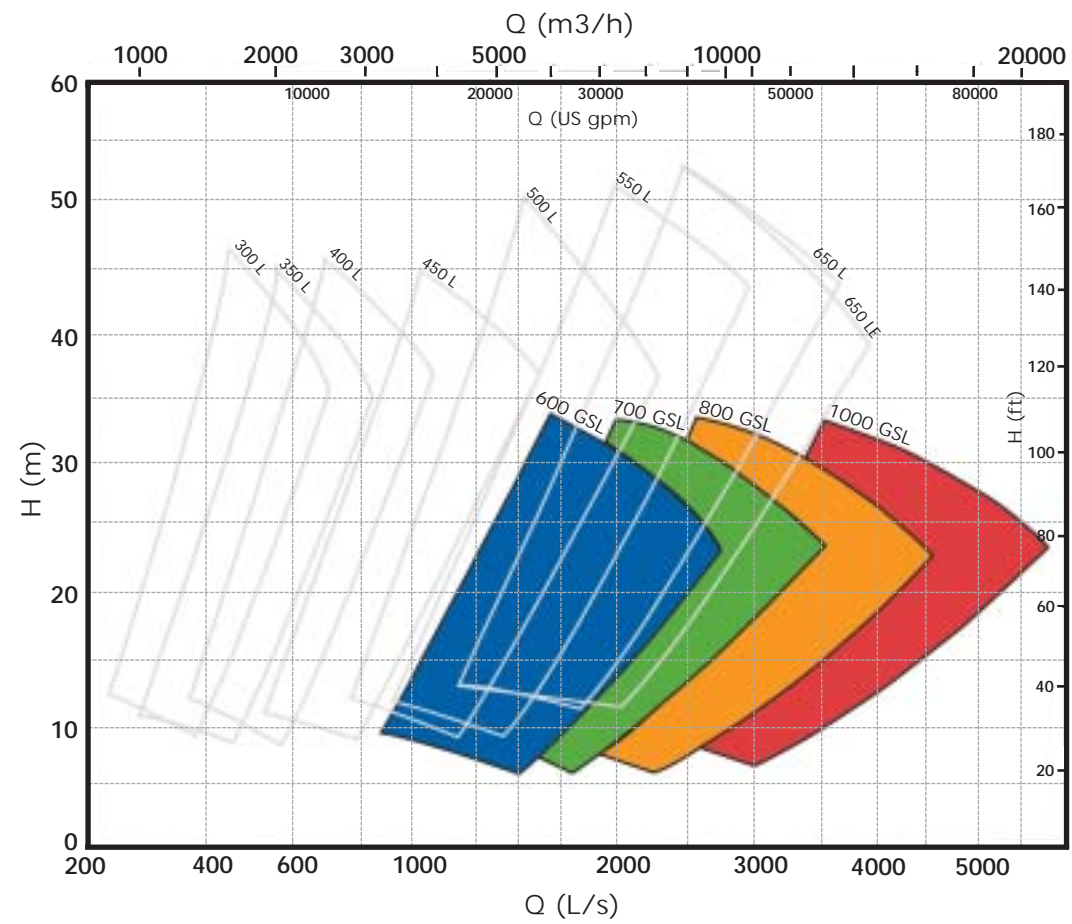 Q (m3/h)
1000 2000 3000 5000 10000 20000
10000 20000 30000 50000 80000
Q (US gpm)
60
50
40
30
20
10
0
H (m)
180
160
140
120
100
80
60
40
20
H (ft)
300 L
350 L
400 L
450 L
500 L
550 L
650 L
650 LE
600 GSL
700 GSL
800 GSL
1000 GSL
200 400 600 1000 2000 3000 4000 5000
Q (L/s)